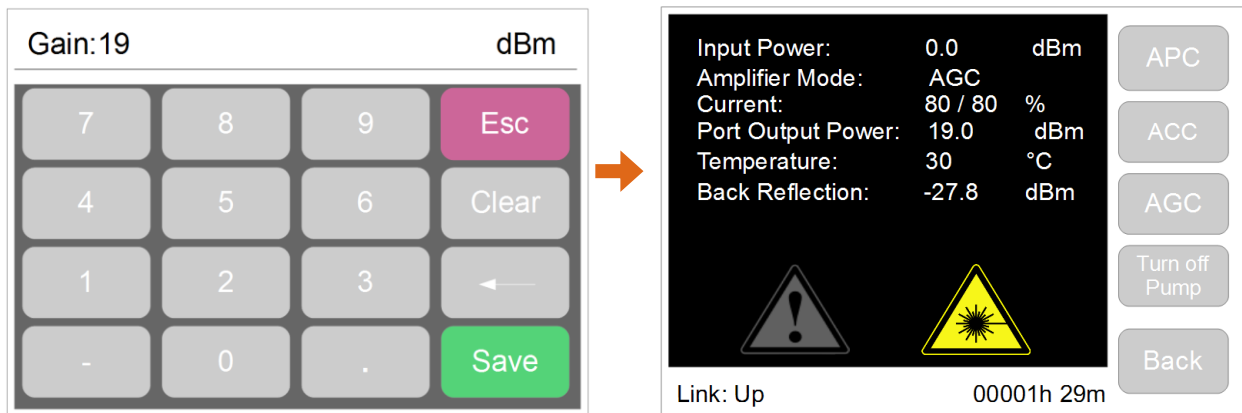 Gain:19 dBm
7 8 9 Esc
4 5 6 Clear
1 2 3 ←
- 0 . Save
Input Power: 0.0 dBm
Amplifier Mode: AGC
Current: 80 / 80 %
Port Output Power: 19.0 dBm
Temperature: 30 °C
Back Reflection: -27.8 dBm
Link: Up 00001h 29m
APC
ACC
AGC
Turn off
Pump
Back